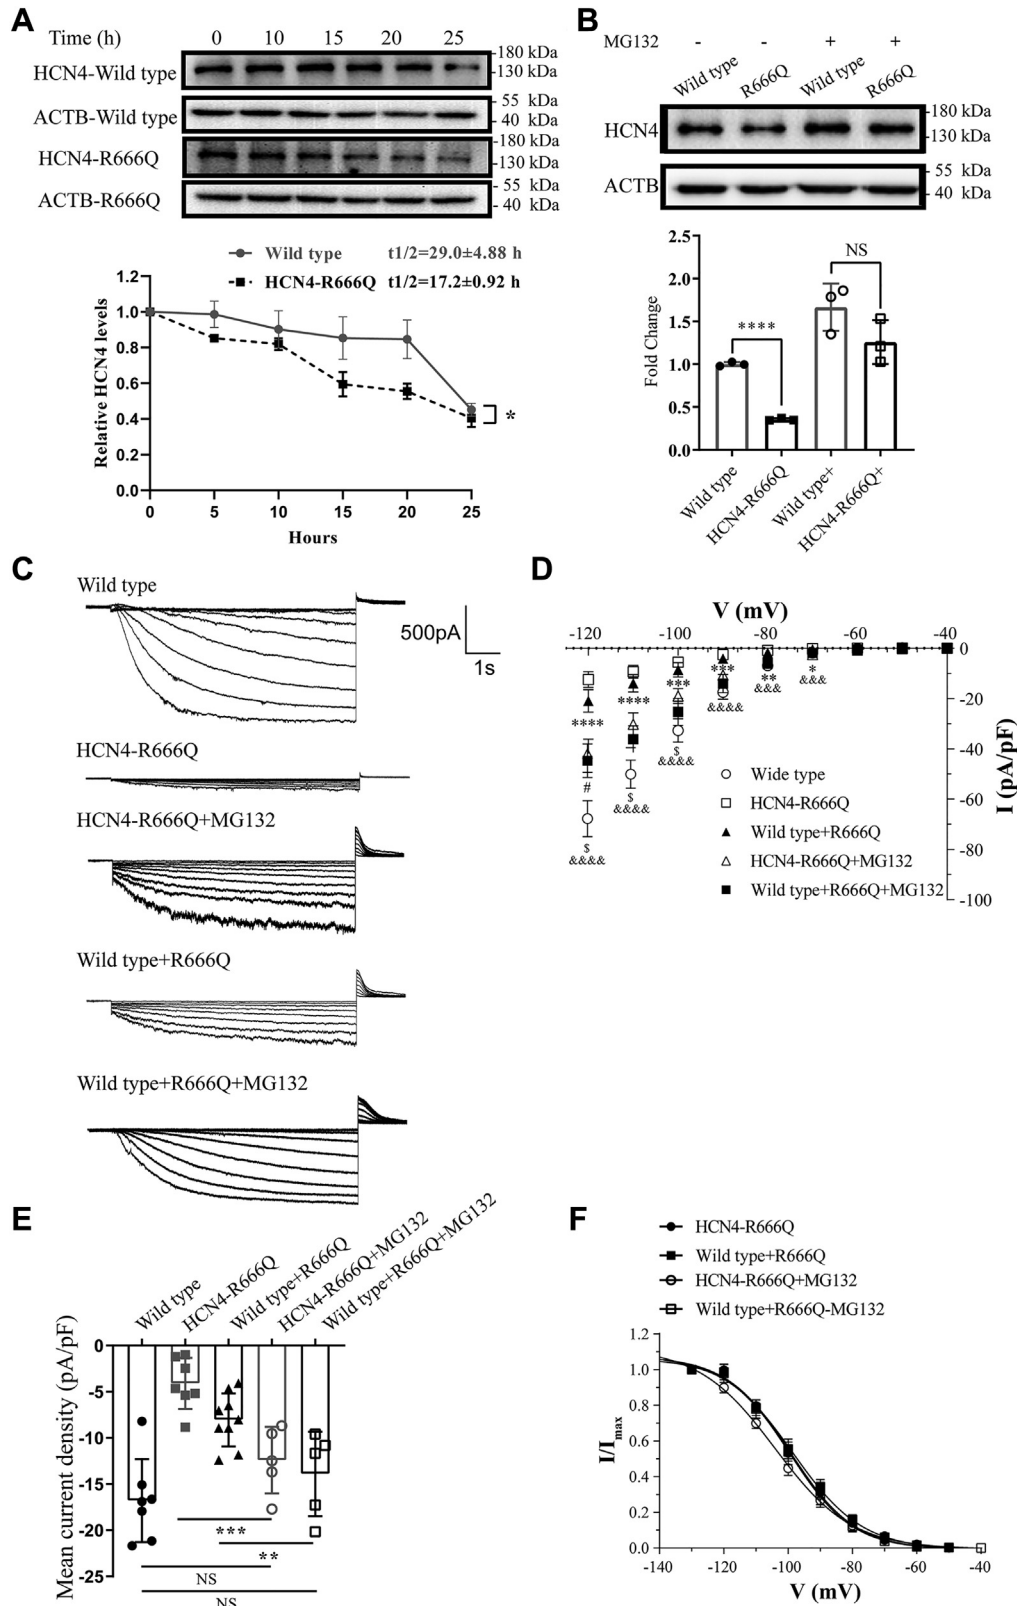 A
Time (h) 0 10 15 20 25
HCN4-Wild type
-180 kDa
-130 kDa
ACTB-Wild type
-55 kDa
-40 kDa
HCN4-R666Q
-180 kDa
-130 kDa
ACTB-R666Q
-55 kDa
-40 kDa
Wild type t1/2=29.0±4.88 h
HCN4-R666Q t1/2=17.2±0.92 h
Relative HCN4 levels
1.2
1.0
0.8
0.6
0.4
0.2
0.0
*
0 5 10 15 20 25
Hours
B
MG132 - - + +
Wild type R666Q Wild type R666Q
HCN4
-180 kDa
-130 kDa
ACTB
-55 kDa
-40 kDa
Fold Change
2.5
2.0
1.5
1.0
0.5
0.0
****
NS
Wild type
HCN4-R666Q
Wild type+
HCN4-R666Q+
C
Wild type
500pA
1s
HCN4-R666Q
HCN4-R666Q+MG132
Wild type+R666Q
Wild type+R666Q+MG132
D
V (mV)
-120 -100 -80 -60 -40
0
-20
-40
-60
-80
-100
I (pA/pF)
**** **** *** *** ** *
# $ $ $
&&&& &&&& &&&& &&&& &&& &&&
Wide type
HCN4-R666Q
Wild type+R666Q
HCN4-R666Q+MG132
Wild type+R666Q+MG132
E
Wild type
HCN4-R666Q
Wild type+R666Q
HCN4-R666Q+MG132
Wild type+R666Q+MG132
Mean current density (pA/pF)
0
-5
-10
-15
-20
-25
***
**
NS
NS
F
HCN4-R666Q
Wild type+R666Q
HCN4-R666Q+MG132
Wild type+R666Q-MG132
I/Imax
1.2
1.0
0.8
0.6
0.4
0.2
0.0
-140 -120 -100 -80 -60 -40
V (mV)